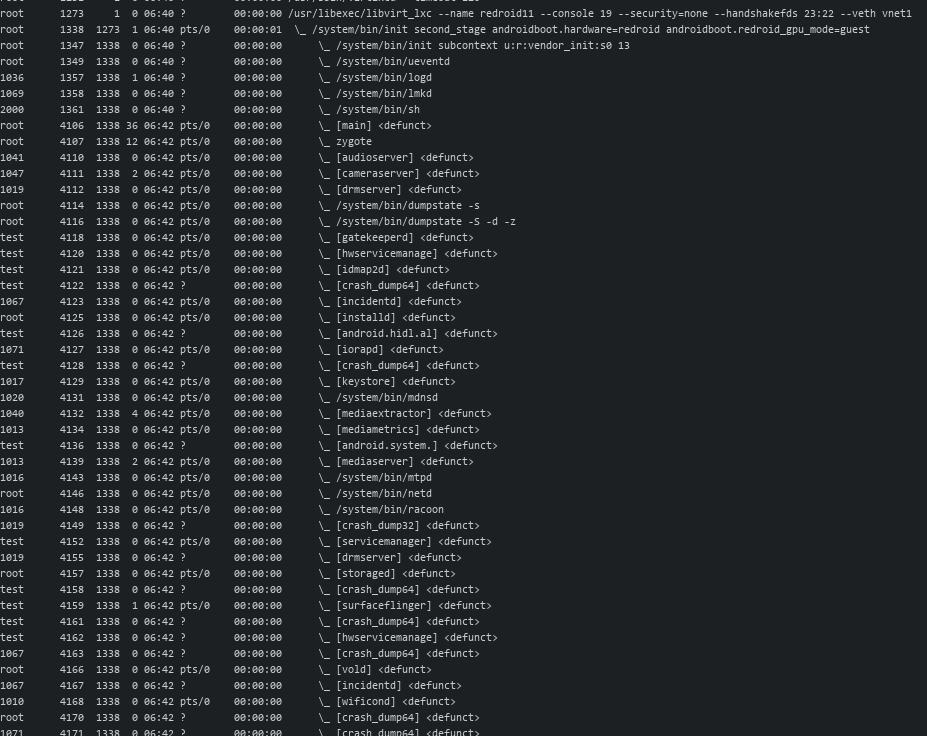 root      1273     1  0 06:40 ?        00:00:00 /usr/libexec/libvirt_lxc --name redroid11 --console 19 --security=none --handshakefds 23:22 --veth vnet1
root      1338  1273  1 06:40 ?        00:00:01  \_ /system/bin/init second_stage androidboot.hardware=redroid androidboot.redroid_gpu_mode=guest
root      1347  1338  0 06:40 ?        00:00:00      \_ /system/bin/init subcontext u:r:vendor_init:s0 13
root      1349  1338  0 06:40 ?        00:00:00      \_ /system/bin/ueventd
1036      1357  1338  1 06:40 ?        00:00:00      \_ /system/bin/logd
1069      1358  1338  0 06:40 ?        00:00:00      \_ /system/bin/lmkd
2000      1361  1338  0 06:40 ?        00:00:00      \_ /system/bin/sh
root      4106  1338 36 06:42 pts/0    00:00:00      \_ [main] <defunct>
root      4107  1338 12 06:42 pts/0    00:00:00      \_ zygote
1041      4110  1338  0 06:42 pts/0    00:00:00      \_ [audioserver] <defunct>
1047      4111  1338  2 06:42 pts/0    00:00:00      \_ [cameraserver] <defunct>
1019      4112  1338  0 06:42 pts/0    00:00:00      \_ [drmserver] <defunct>
root      4114  1338  0 06:42 pts/0    00:00:00      \_ /system/bin/dumpstate -s
root      4116  1338  0 06:42 pts/0    00:00:00      \_ /system/bin/dumpstate -S -d -z
test      4118  1338  0 06:42 pts/0    00:00:00      \_ [gatekeeperd] <defunct>
test      4120  1338  0 06:42 pts/0    00:00:00      \_ [hwservicemanage] <defunct>
test      4121  1338  0 06:42 pts/0    00:00:00      \_ [idmap2d] <defunct>
test      4122  1338  0 06:42 ?        00:00:00      \_ [crash_dump64] <defunct>
1067      4123  1338  0 06:42 pts/0    00:00:00      \_ [incidentd] <defunct>
root      4125  1338  0 06:42 pts/0    00:00:00      \_ [installd] <defunct>
test      4126  1338  0 06:42 ?        00:00:00      \_ [android.hidl.al] <defunct>
1071      4127  1338  0 06:42 pts/0    00:00:00      \_ [iorapd] <defunct>
test      4128  1338  0 06:42 ?        00:00:00      \_ [crash_dump64] <defunct>
1017      4129  1338  0 06:42 pts/0    00:00:00      \_ [keystore] <defunct>
1020      4131  1338  0 06:42 pts/0    00:00:00      \_ /system/bin/mdnsd
1040      4132  1338  4 06:42 pts/0    00:00:00      \_ [mediaextractor] <defunct>
1013      4134  1338  0 06:42 pts/0    00:00:00      \_ [mediametrics] <defunct>
test      4136  1338  0 06:42 ?        00:00:00      \_ [android.system.] <defunct>
1013      4139  1338  2 06:42 pts/0    00:00:00      \_ [mediaserver] <defunct>
1016      4143  1338  0 06:42 pts/0    00:00:00      \_ /system/bin/mtpd
root      4146  1338  0 06:42 pts/0    00:00:00      \_ /system/bin/netd
1016      4148  1338  0 06:42 pts/0    00:00:00      \_ /system/bin/racoon
1019      4149  1338  0 06:42 ?        00:00:00      \_ [crash_dump32] <defunct>
test      4152  1338  0 06:42 pts/0    00:00:00      \_ [servicemanager] <defunct>
1019      4155  1338  0 06:42 ?        00:00:00      \_ [drmserver] <defunct>
root      4157  1338  0 06:42 pts/0    00:00:00      \_ [storaged] <defunct>
test      4158  1338  0 06:42 ?        00:00:00      \_ [crash_dump64] <defunct>
test      4159  1338  1 06:42 pts/0    00:00:00      \_ [surfaceflinger] <defunct>
test      4161  1338  0 06:42 ?        00:00:00      \_ [crash_dump64] <defunct>
test      4162  1338  0 06:42 ?        00:00:00      \_ [hwservicemanage] <defunct>
1067      4163  1338  0 06:42 ?        00:00:00      \_ [crash_dump64] <defunct>
root      4166  1338  0 06:42 pts/0    00:00:00      \_ [vold] <defunct>
1067      4167  1338  0 06:42 ?        00:00:00      \_ [incidentd] <defunct>
1010      4168  1338  0 06:42 pts/0    00:00:00      \_ [wificond] <defunct>
root      4170  1338  0 06:42 ?        00:00:00      \_ [crash_dump64] <defunct>
1071      4171  1338  0 06:42 ?        00:00:00      \_ [crash_dump64] <defunct>